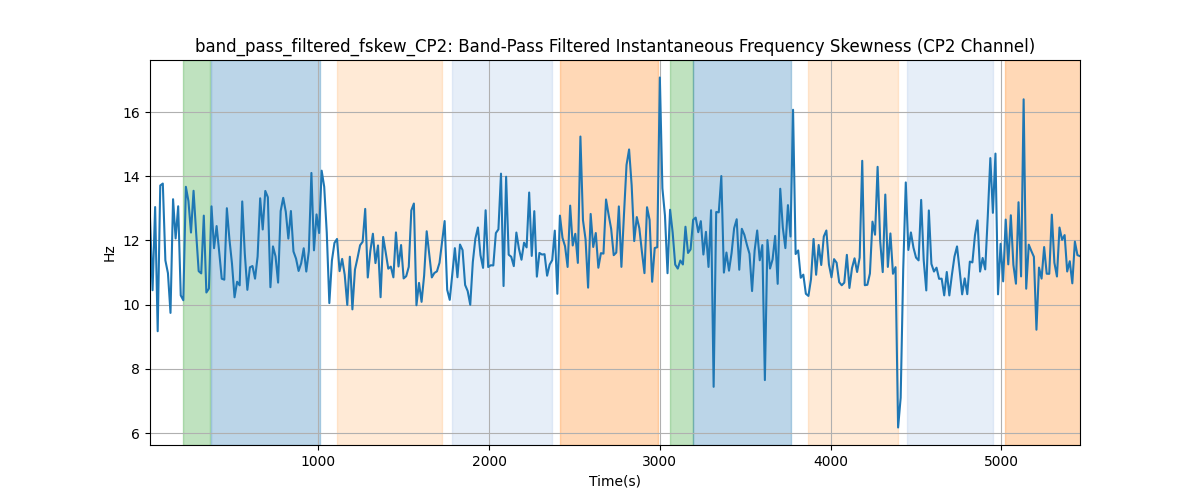 band_pass_filtered_fskew_CP2: Band-Pass Filtered Instantaneous Frequency Skewness (CP2 Channel)
16
14
12
10
8
6
Hz
1000 2000 3000 4000 5000
Time(s)